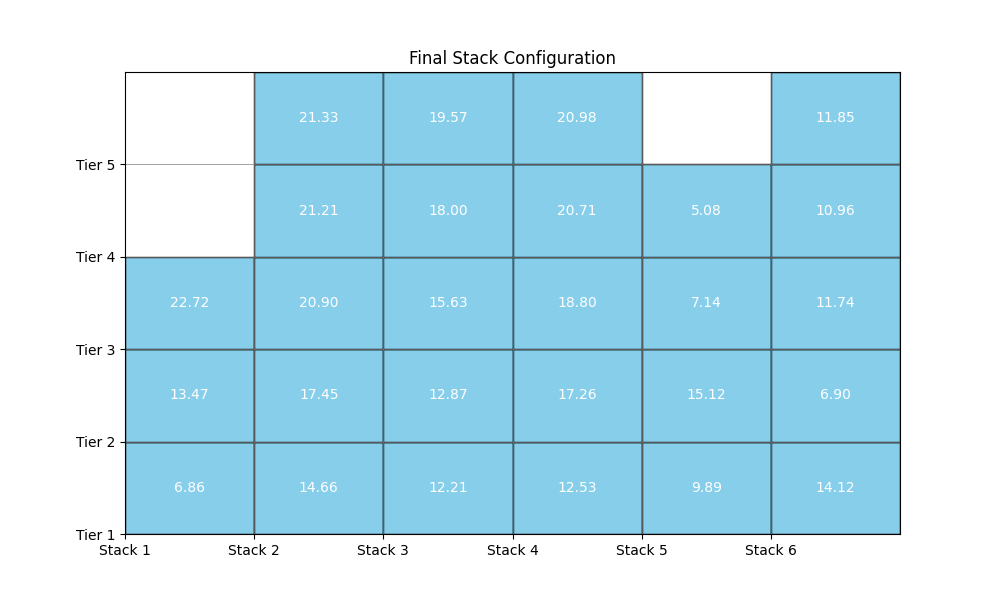 Final Stack Configuration
21.33 19.57 20.98 11.85
Tier 5
21.21 18.00 20.71 5.08 10.96
Tier 4
22.72 20.90 15.63 18.80 7.14 11.74
Tier 3
13.47 17.45 12.87 17.26 15.12 6.90
Tier 2
6.86 14.66 12.21 12.53 9.89 14.12
Tier 1
Stack 1 Stack 2 Stack 3 Stack 4 Stack 5 Stack 6